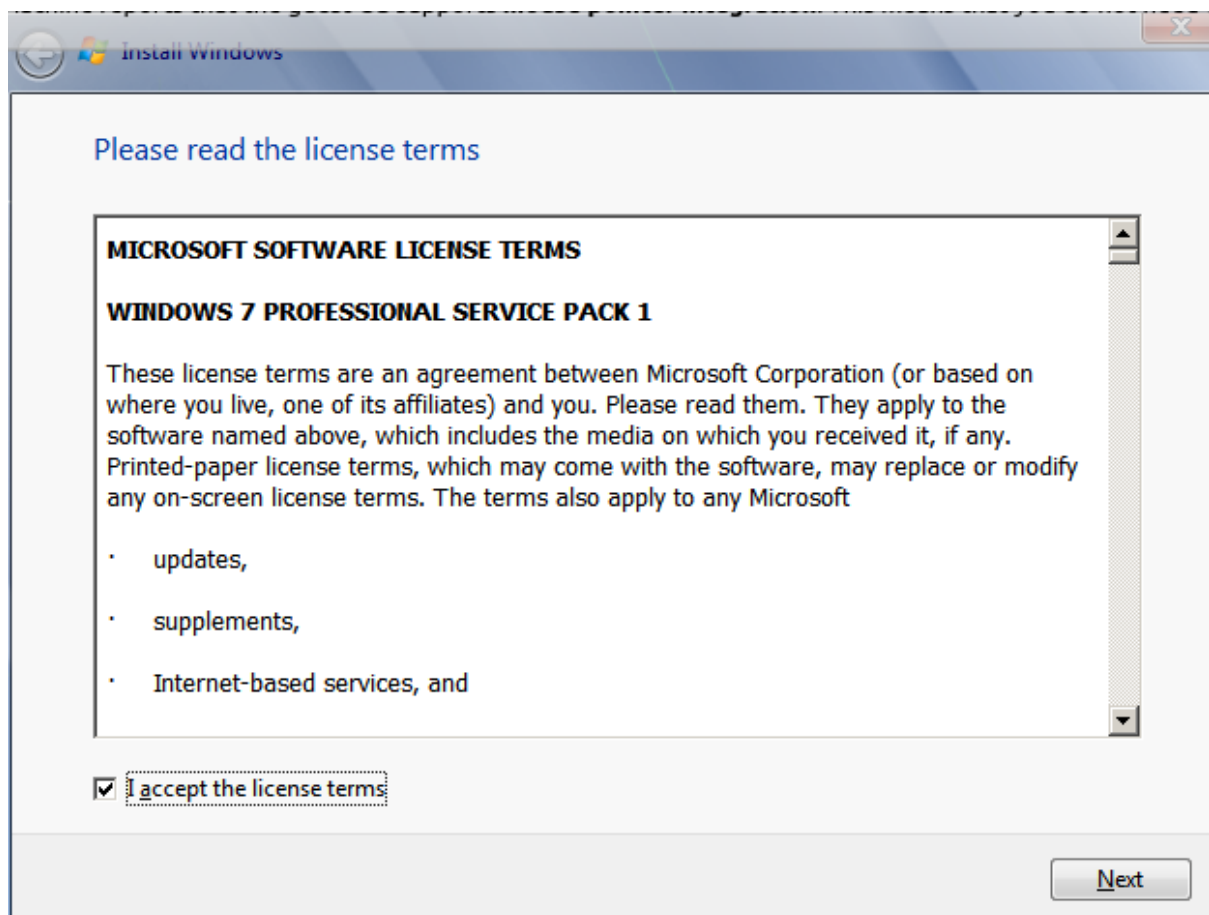 Install Windows
Please read the license terms
MICROSOFT SOFTWARE LICENSE TERMS
WINDOWS 7 PROFESSIONAL SERVICE PACK 1
These license terms are an agreement between Microsoft Corporation (or based on
where you live, one of its affiliates) and you. Please read them. They apply to the
software named above, which includes the media on which you received it, if any.
Printed-paper license terms, which may come with the software, may replace or modify
any on-screen license terms. The terms also apply to any Microsoft
· updates,
· supplements,
· Internet-based services, and
I accept the license terms
Next